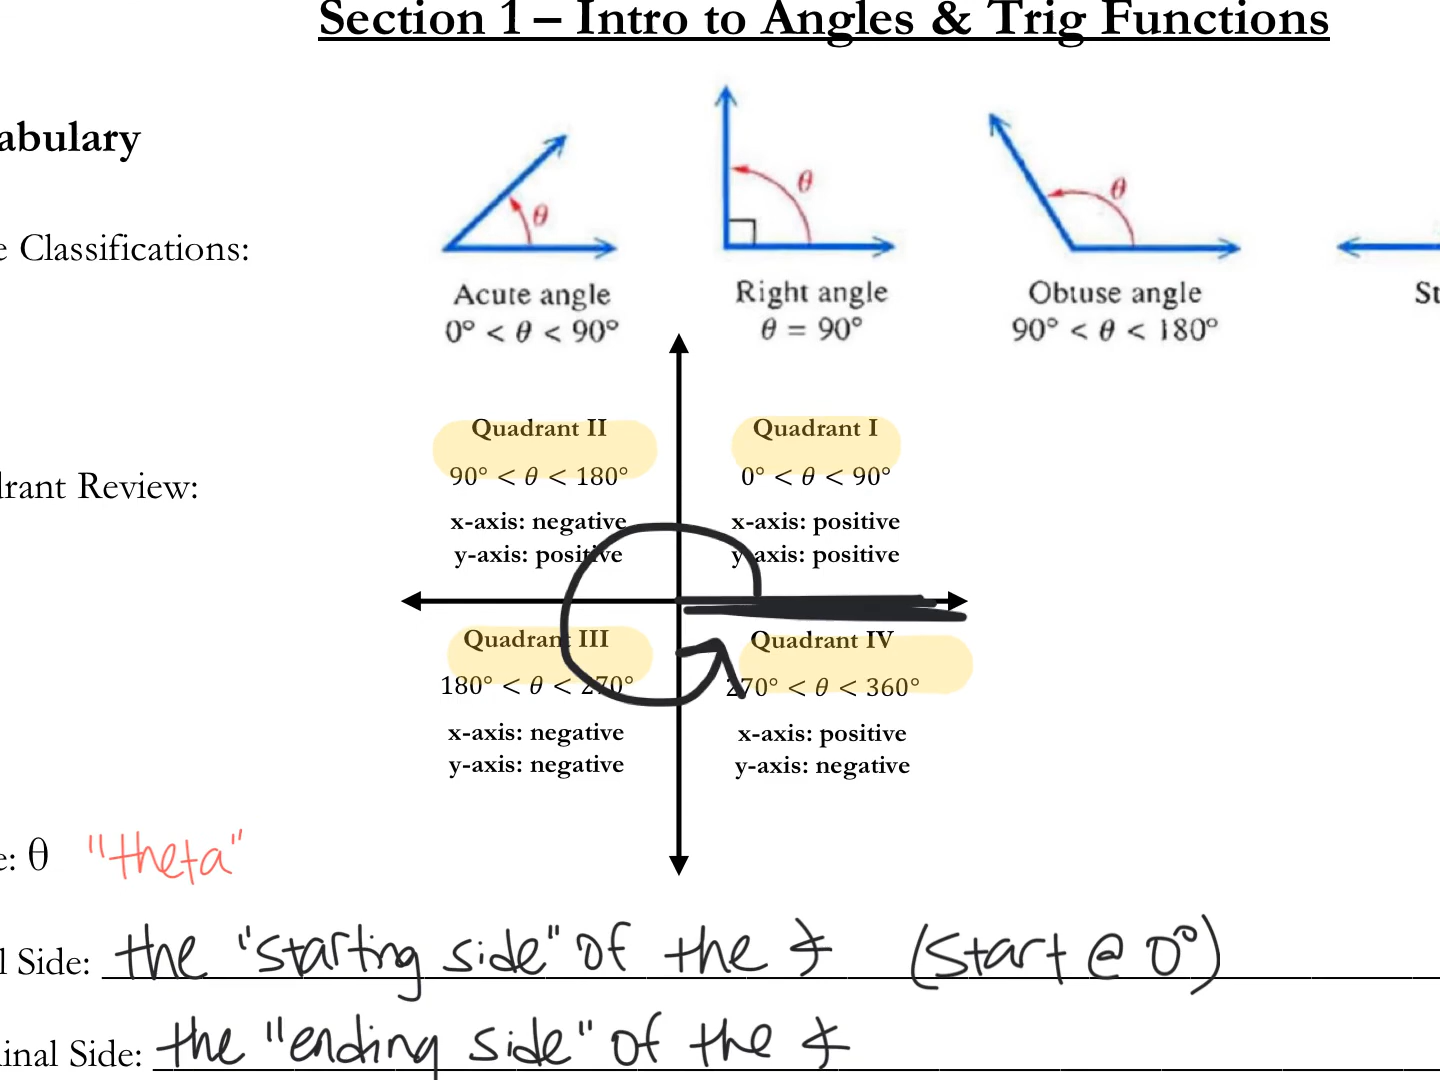 Section 1 – Intro to Angles & Trig Functions
abulary
e Classifications:
θ
θ
θ
Acute angle
0° < θ < 90°
Right angle
θ = 90°
Obtuse angle
90° < θ < 180°
St
drant Review:
Quadrant II
90° < θ < 180°
x-axis: negative
y-axis: positive
Quadrant I
0° < θ < 90°
x-axis: positive
y-axis: positive
Quadrant III
180° < θ < 270°
x-axis: negative
y-axis: negative
Quadrant IV
270° < θ < 360°
x-axis: positive
y-axis: negative
e: θ "theta"
l Side: the "starting side" of the ∡ (Start @ 0°)
inal Side: the "ending side" of the ∡